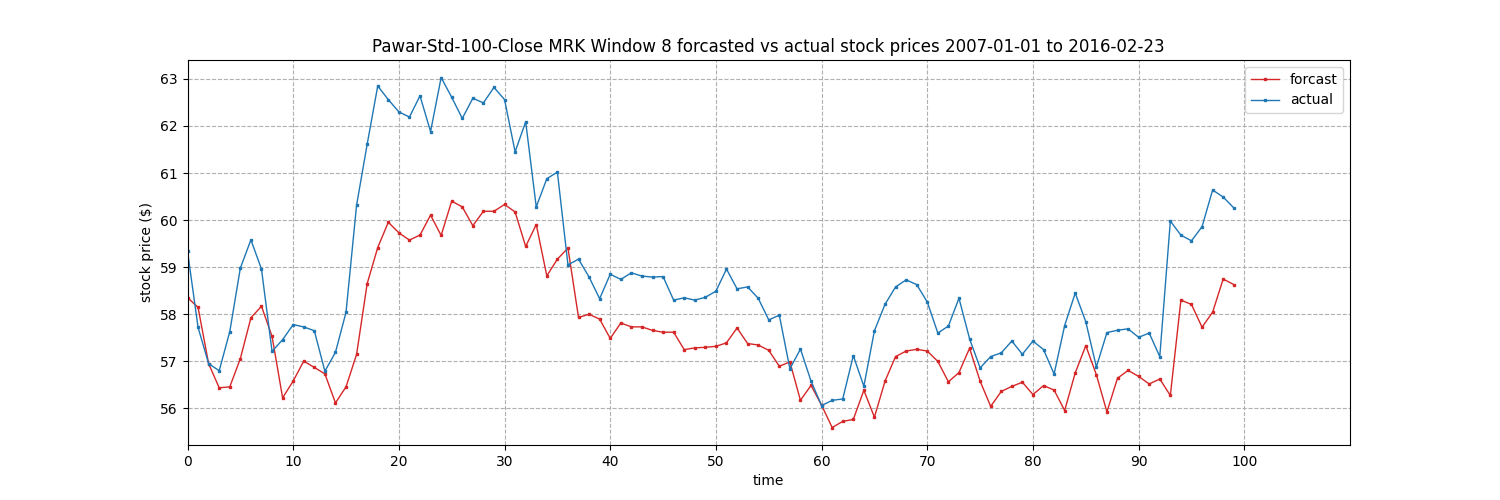 Pawar-Std-100-Close MRK Window 8 forcasted vs actual stock prices 2007-01-01 to 2016-02-23
forcast
actual
stock price ($)
63
62
61
60
59
58
57
56
0 10 20 30 40 50 60 70 80 90 100
time